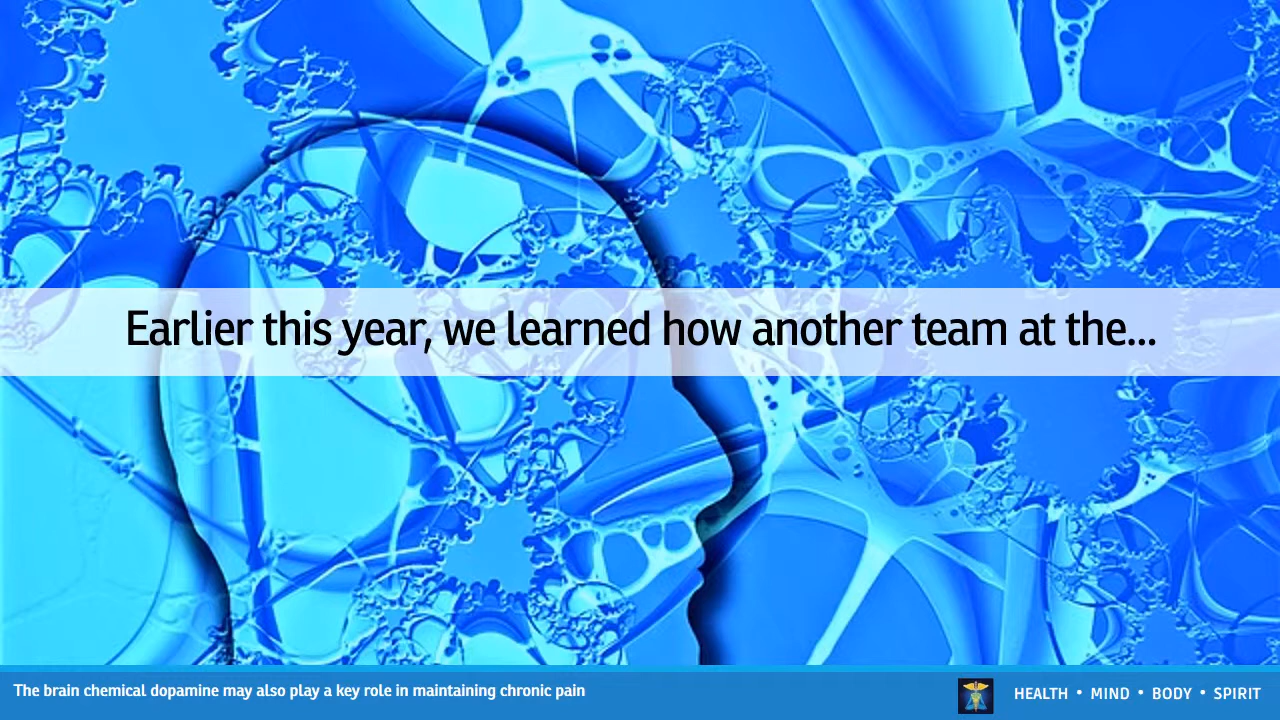 Earlier this year, we learned how another team at the...
The brain chemical dopamine may also play a key role in maintaining chronic pain
HEALTH • MIND • BODY • SPIRIT